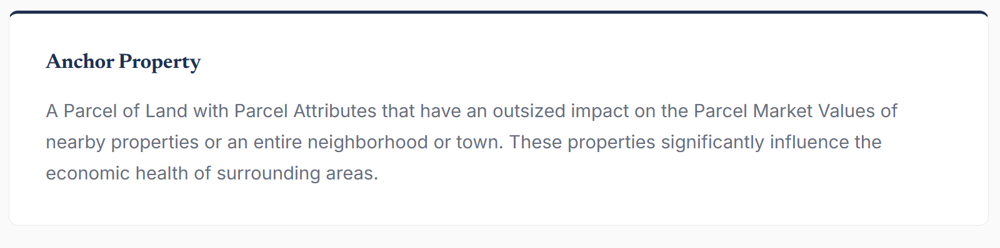 Anchor Property
A Parcel of Land with Parcel Attributes that have an outsized impact on the Parcel Market Values of
nearby properties or an entire neighborhood or town. These properties significantly influence the
economic health of surrounding areas.